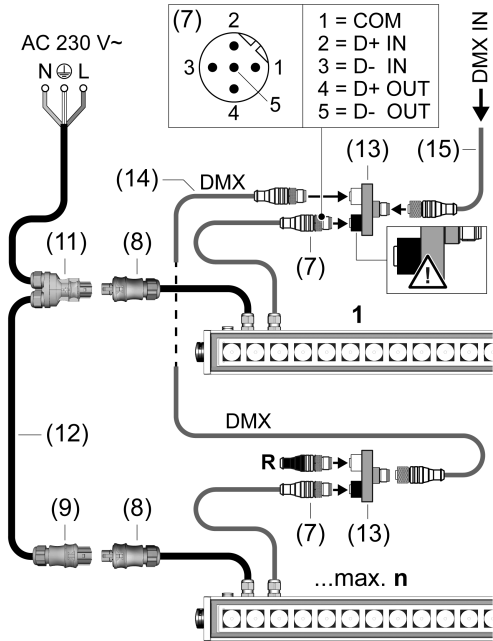 (7)
2
3
1
4
5
1 = COM
2 = D+ IN
3 = D- IN
4 = D+ OUT
5 = D- OUT
DMX IN
AC 230 V~
N L
(13)
(15)
(14)
DMX
(11)
(8)
(7)
1
(12)
DMX
R
(9)
(8)
(7)
(13)
...max. n